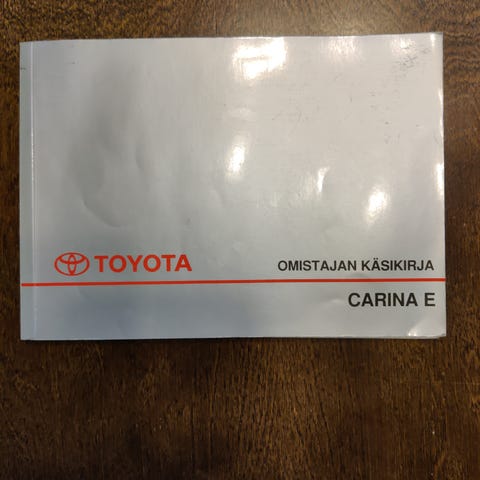 TOYOTA OMISTAJAN KÄSIKIRJA
CARINA E